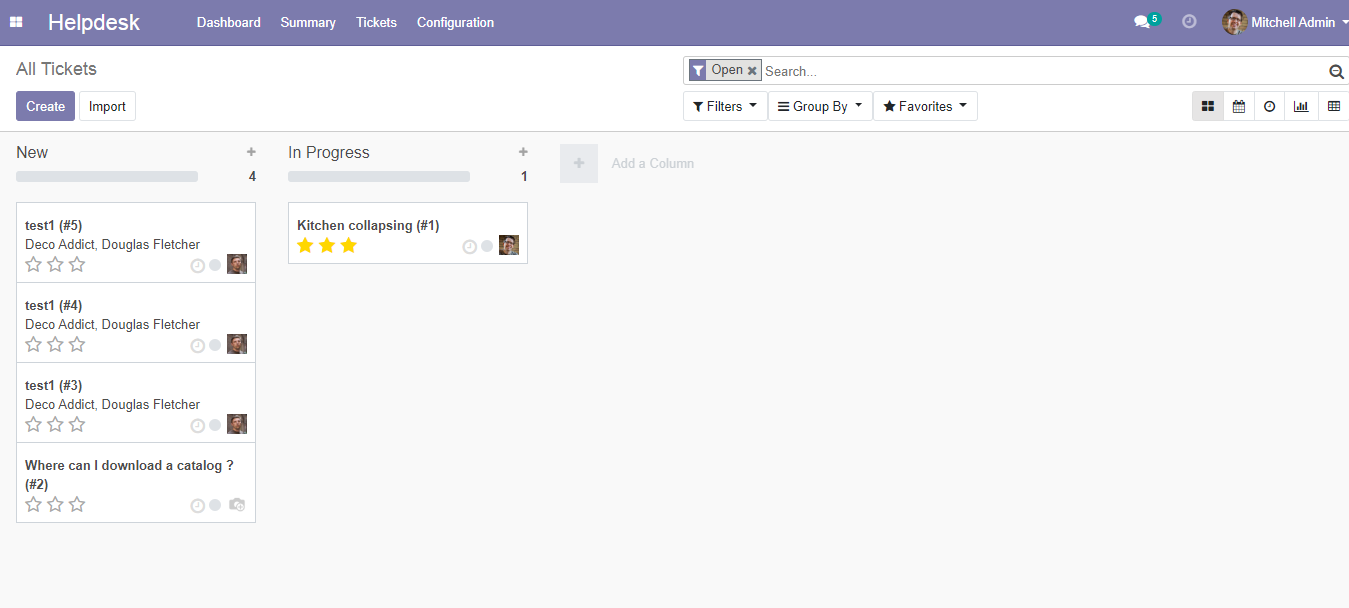 Helpdesk Dashboard Summary Tickets Configuration 5 Mitchell Admin
All Tickets
Open Search...
Create Import
Filters Group By Favorites
New
4
test1 (#5)
Deco Addict, Douglas Fletcher
test1 (#4)
Deco Addict, Douglas Fletcher
test1 (#3)
Deco Addict, Douglas Fletcher
Where can I download a catalog ?
(#2)
In Progress
1
Kitchen collapsing (#1)
Add a Column